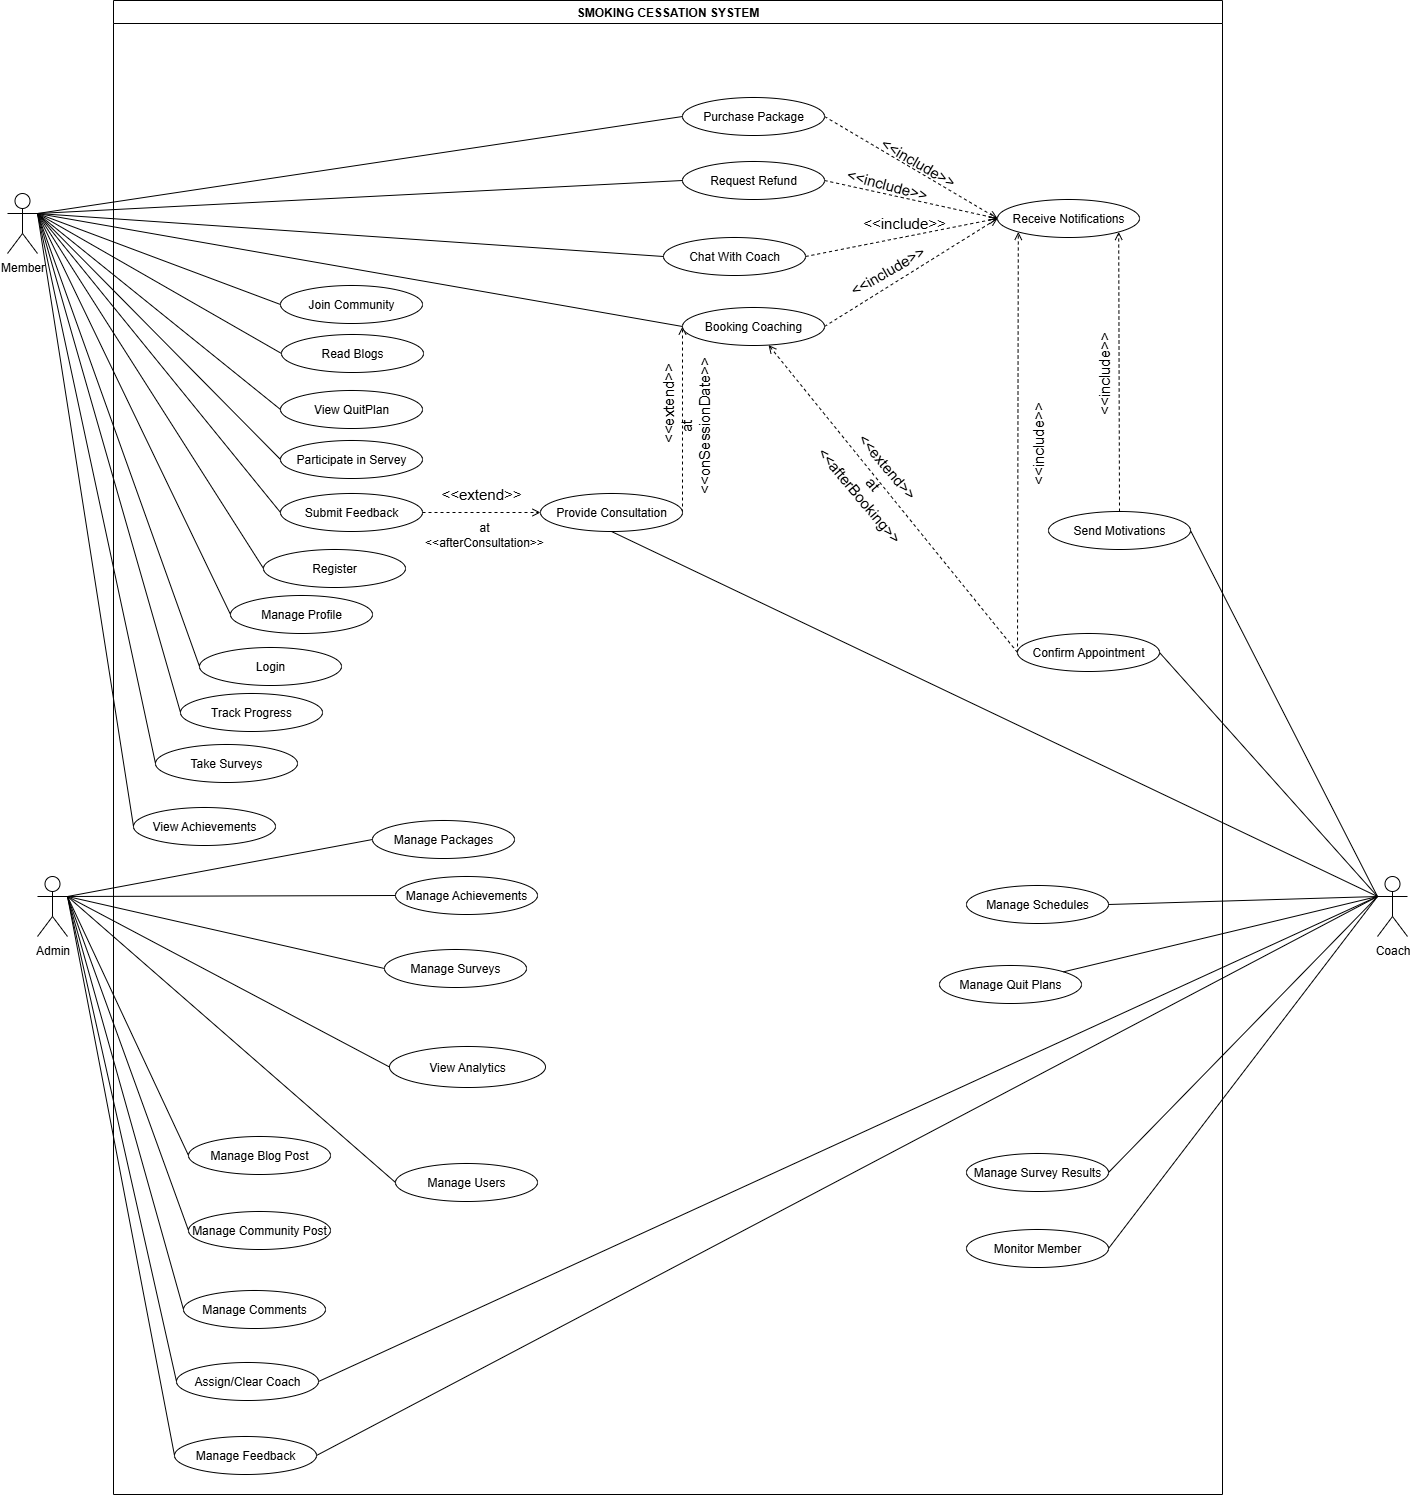 SMOKING CESSATION SYSTEM
Purchase Package
<<include>>
Request Refund
<<include>>
Receive Notifications
<<include>>
Chat With Coach
Member
<<include>>
Join Community
Booking Coaching
Read Blogs
<<extend>>
at
<<onSessionDate>>
<<include>>
View QuitPlan
<<include>>
Participate in Servey
<<extend>>
at
<<afterBooking>>
<<extend>>
Submit Feedback
Provide Consultation
at
<<afterConsultation>>
Send Motivations
Register
Manage Profile
Confirm Appointment
Login
Track Progress
Take Surveys
View Achievements
Manage Packages
Manage Achievements
Manage Schedules
Admin
Coach
Manage Surveys
Manage Quit Plans
View Analytics
Manage Blog Post
Manage Survey Results
Manage Users
Manage Community Post
Monitor Member
Manage Comments
Assign/Clear Coach
Manage Feedback